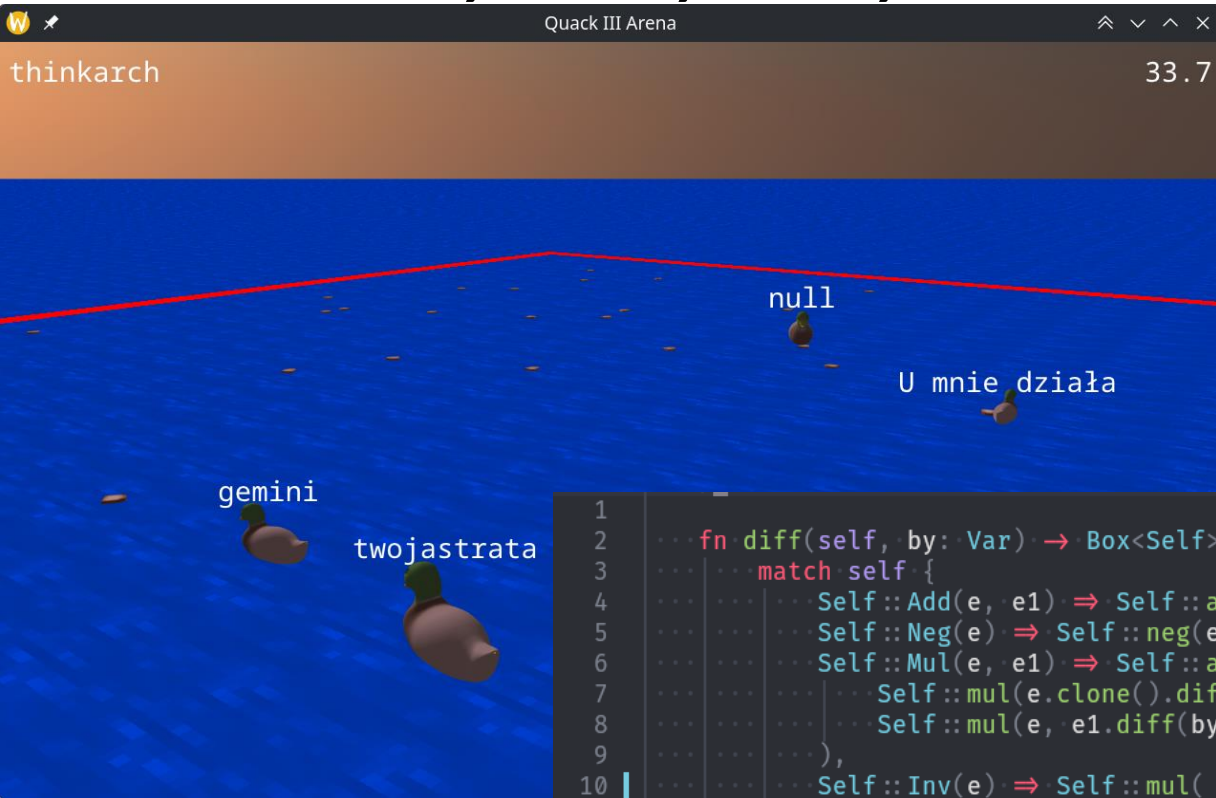 Quack III Arena
thinkarch
33.7
null
U mnie działa
gemini
twojastrata
1
2 fn diff(self, by: Var) → Box<Self>
3 match self {
4 Self::Add(e, e1) ⇒ Self::a
5 Self::Neg(e) ⇒ Self::neg(e
6 Self::Mul(e, e1) ⇒ Self::a
7 Self::mul(e.clone().dif
8 Self::mul(e, e1.diff(by
9 ),
10 Self::Inv(e) ⇒ Self::mul(